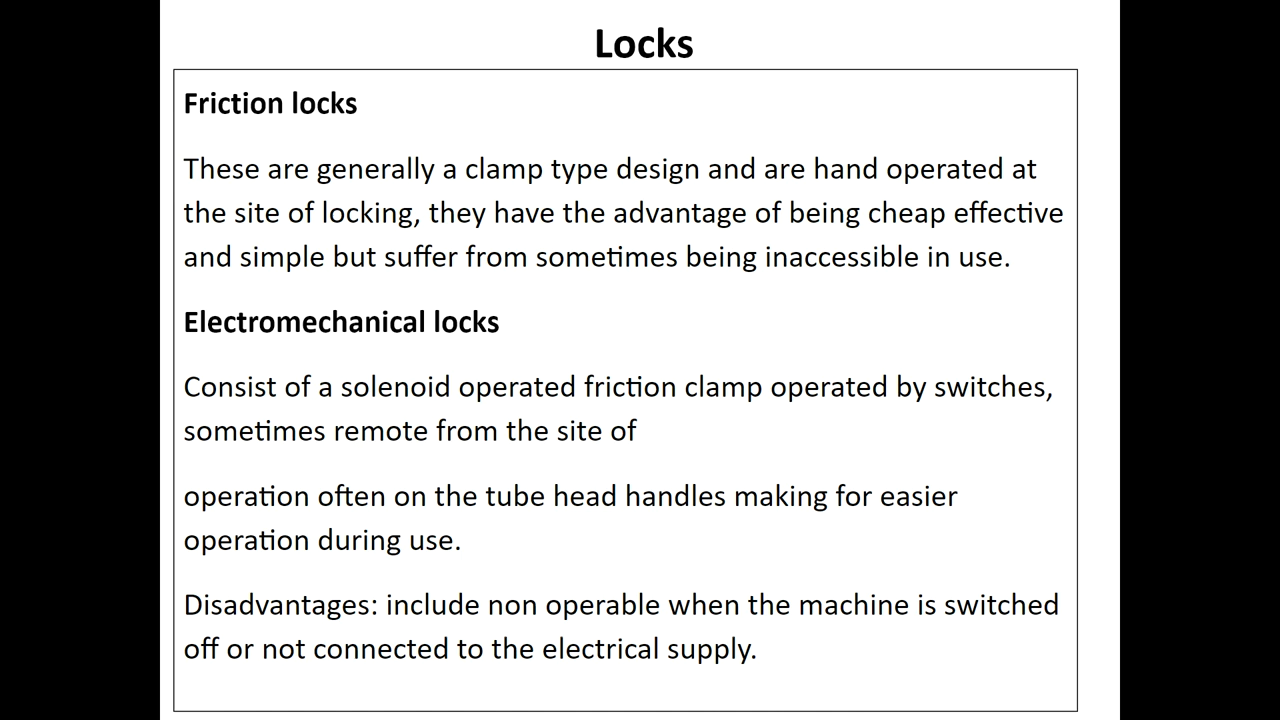 Locks
Friction locks
These are generally a clamp type design and are hand operated at
the site of locking, they have the advantage of being cheap effective
and simple but suffer from sometimes being inaccessible in use.
Electromechanical locks
Consist of a solenoid operated friction clamp operated by switches,
sometimes remote from the site of
operation often on the tube head handles making for easier
operation during use.
Disadvantages: include non operable when the machine is switched
off or not connected to the electrical supply.